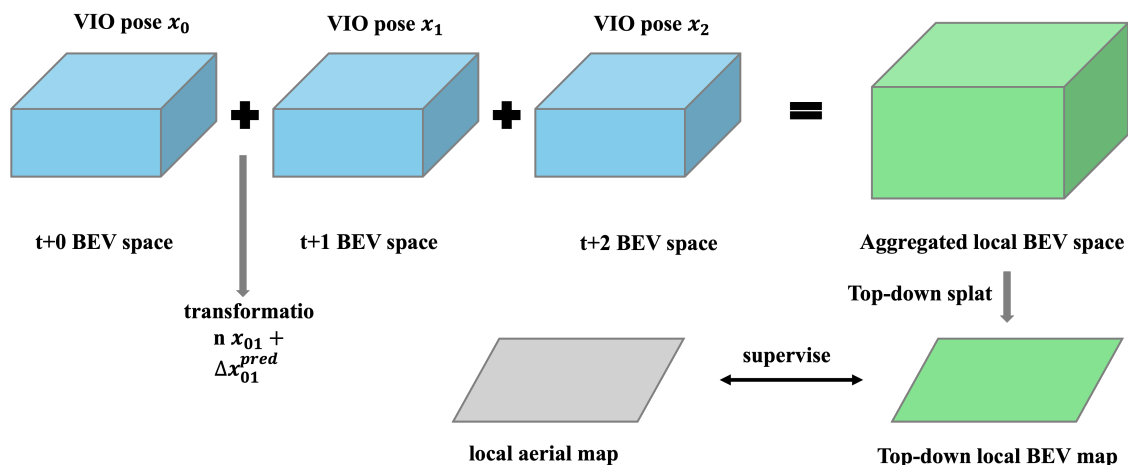 VIO pose x₀
VIO pose x₁
VIO pose x₂
t+0 BEV space
t+1 BEV space
t+2 BEV space
Aggregated local BEV space
transformatio
n x₀₁ +
Δx₀₁ᵖʳᵉᵈ
Top-down splat
supervise
local aerial map
Top-down local BEV map